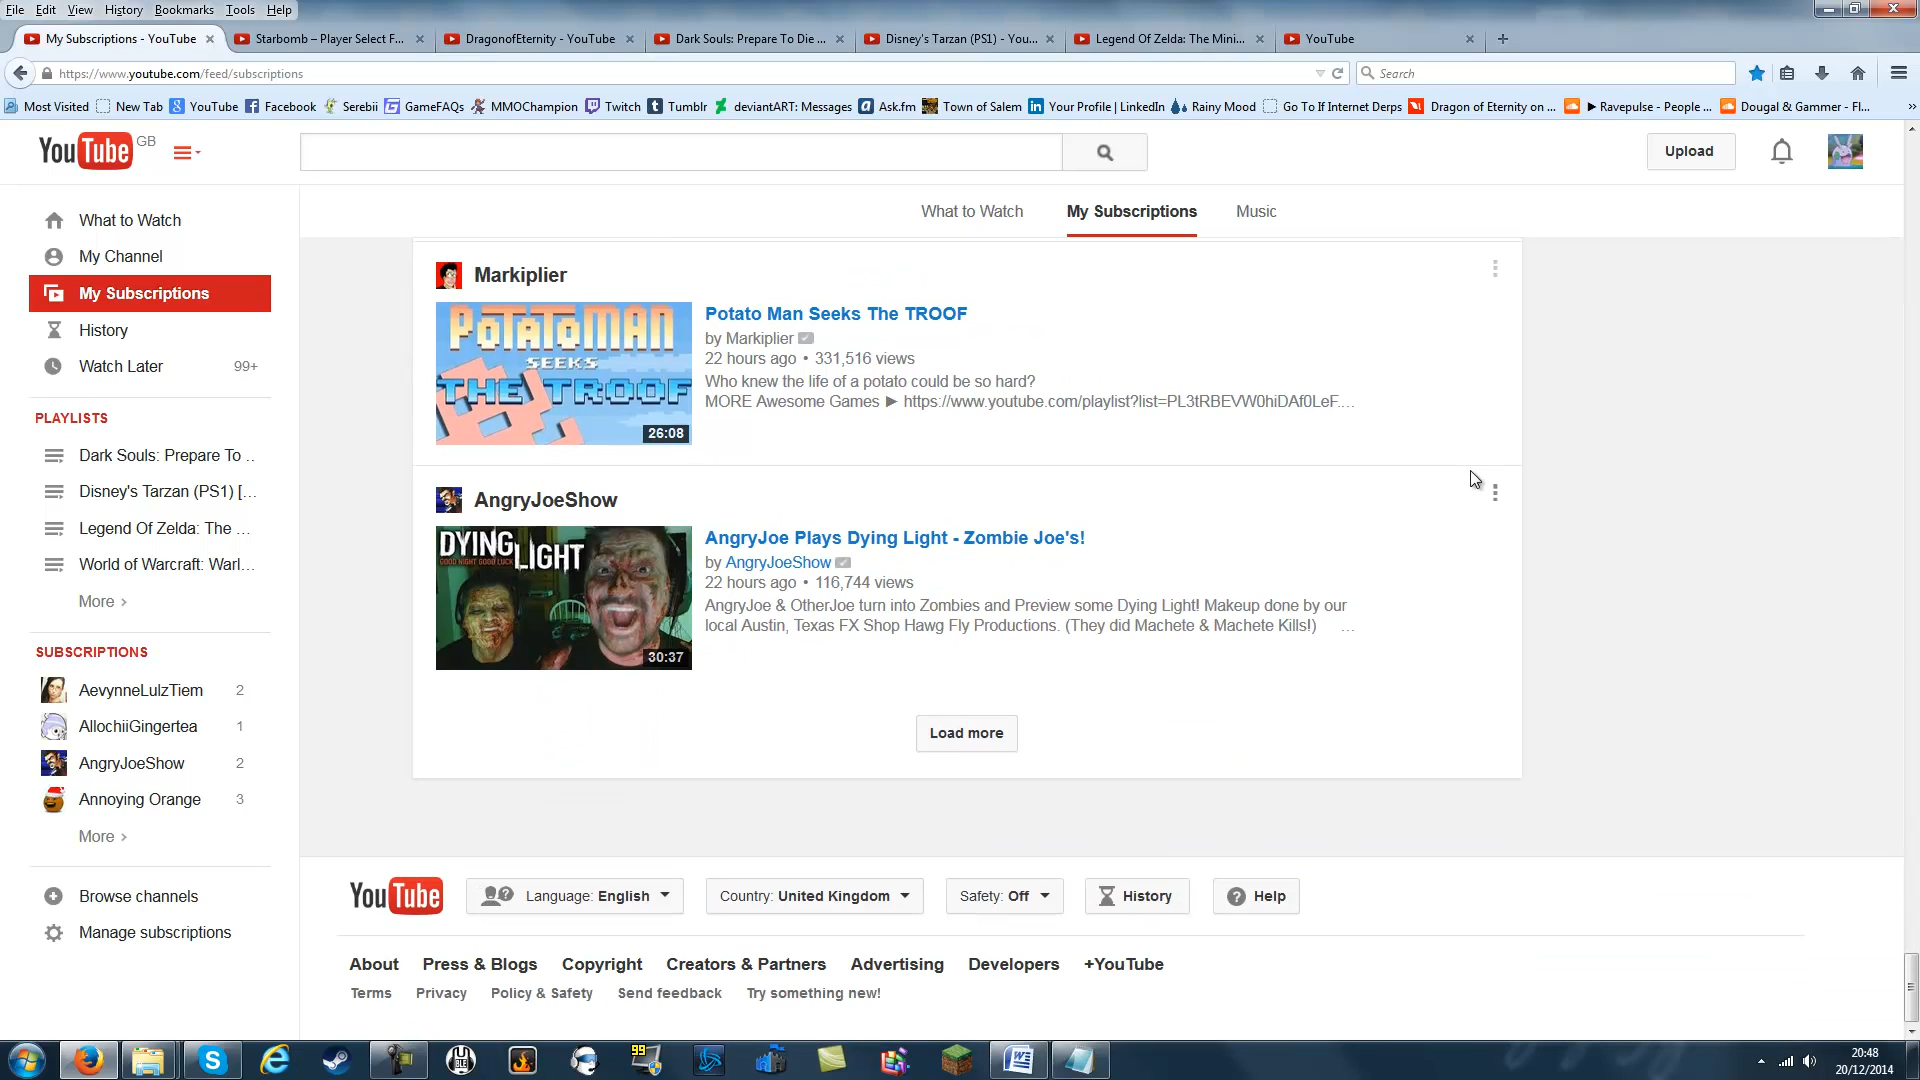 File Edit View History Bookmarks Tools Help
My Subscriptions - YouTube
Starbomb – Player Select F...
DragonofEternity - YouTube
Dark Souls: Prepare To Die ...
Disney's Tarzan (PS1) - You...
Legend Of Zelda: The Mini...
YouTube
https://www.youtube.com/feed/subscriptions
Search
Most Visited New Tab YouTube Facebook Serebii GameFAQs MMOChampion Twitch Tumblr deviantART: Messages Ask.fm Town of Salem Your Profile | LinkedIn Rainy Mood Go To If Internet Derps Dragon of Eternity on ... ▶ Ravepulse - People ... Dougal & Gammer - Fl... »
YouTube GB
Upload
What to Watch My Subscriptions Music
What to Watch
My Channel
My Subscriptions
History
Watch Later 99+
PLAYLISTS
Dark Souls: Prepare To ..
Disney's Tarzan (PS1) [...
Legend Of Zelda: The ...
World of Warcraft: Warl...
More ›
SUBSCRIPTIONS
AevynneLulzTiem 2
AllochiiGingertea 1
AngryJoeShow 2
Annoying Orange 3
More ›
Browse channels
Manage subscriptions
Markiplier
POTATOMAN
SEEKS
THE TROOF
26:08
Potato Man Seeks The TROOF
by Markiplier
22 hours ago • 331,516 views
Who knew the life of a potato could be so hard?
MORE Awesome Games ► https://www.youtube.com/playlist?list=PL3tRBEVW0hiDAf0LeF....
AngryJoeShow
DYING LIGHT
GOOD NIGHT GOOD LUCK
30:37
AngryJoe Plays Dying Light - Zombie Joe's!
by AngryJoeShow
22 hours ago • 116,744 views
AngryJoe & OtherJoe turn into Zombies and Preview some Dying Light! Makeup done by our
local Austin, Texas FX Shop Hawg Fly Productions. (They did Machete & Machete Kills!) ...
Load more
YouTube
Language: English
Country: United Kingdom
Safety: Off
History
Help
About Press & Blogs Copyright Creators & Partners Advertising Developers +YouTube
Terms Privacy Policy & Safety Send feedback Try something new!
99
20:48
20/12/2014